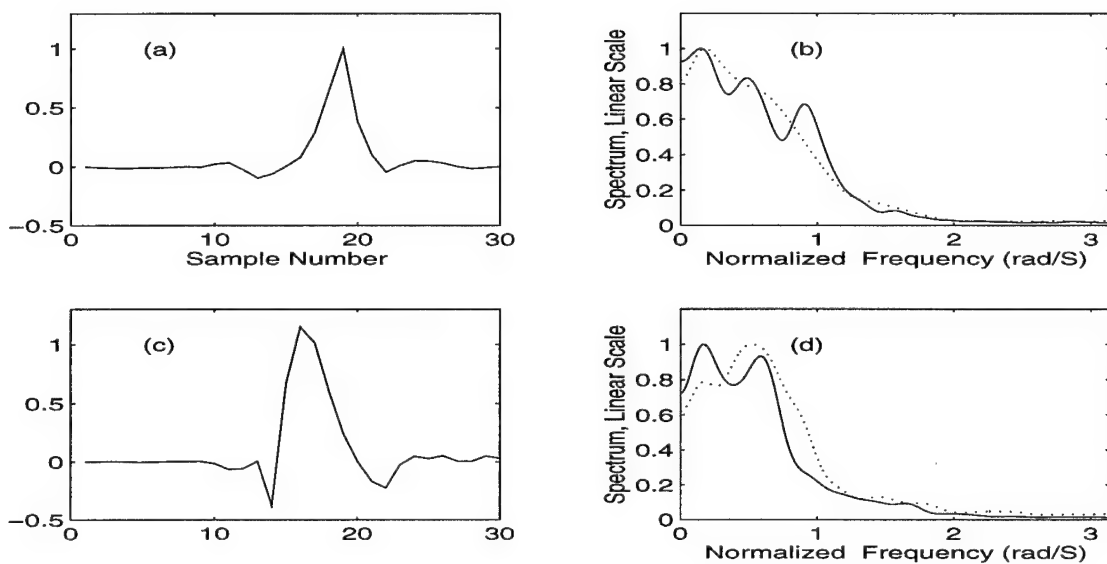 (a)
1
0.5
0
−0.5
0 10 20 30
Sample Number
(b)
Spectrum, Linear Scale
1
0.8
0.6
0.4
0.2
0
0 1 2 3
Normalized Frequency (rad/S)
(c)
1
0.5
0
−0.5
0 10 20 30
(d)
Spectrum, Linear Scale
1
0.8
0.6
0.4
0.2
0
0 1 2 3
Normalized Frequency (rad/S)